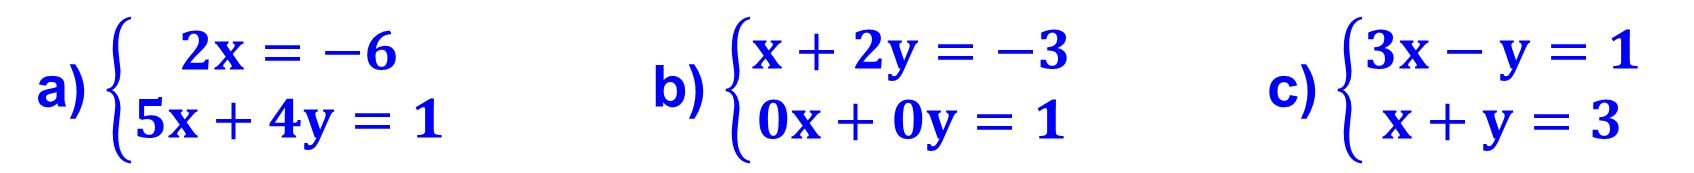 a) { 2x = −6
5x + 4y = 1
b) { x + 2y = −3
0x + 0y = 1
c) { 3x − y = 1
x + y = 3